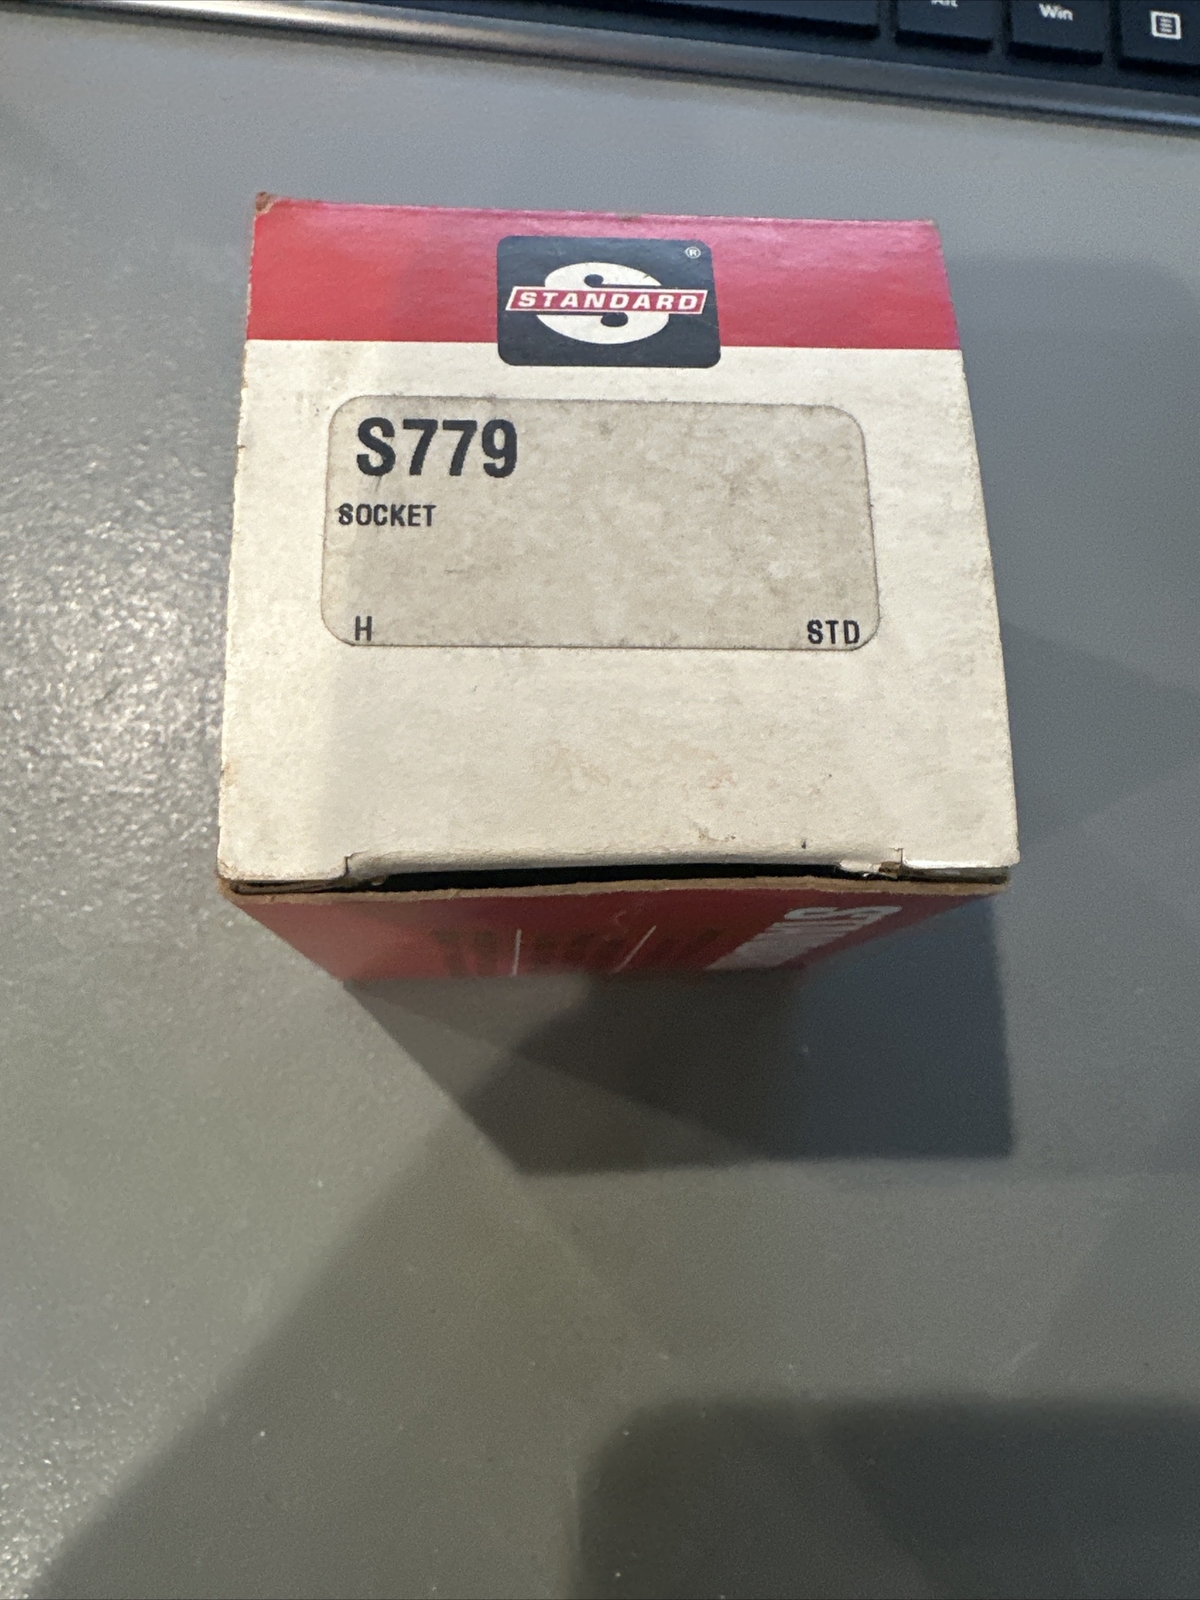 Win
®
STANDARD
S779
SOCKET
H STD